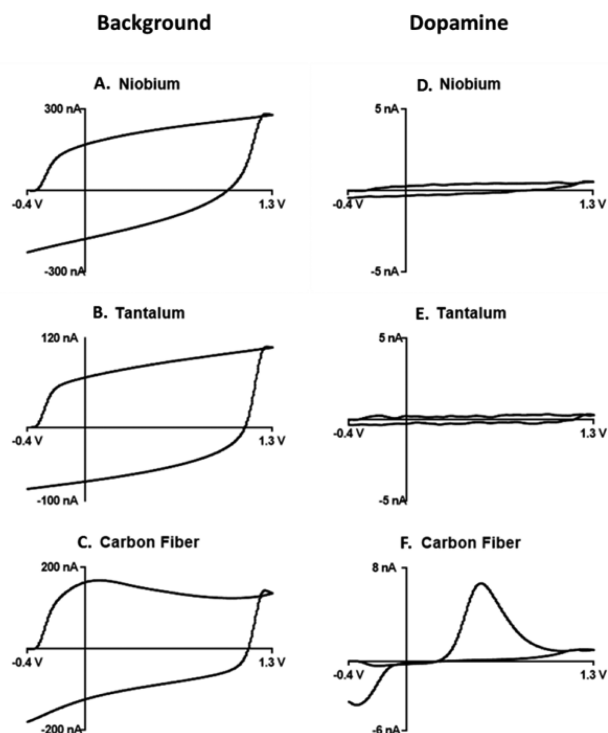 Background
Dopamine
A. Niobium
300 nA
-0.4 V
1.3 V
-300 nA
D. Niobium
5 nA
-0.4 V
1.3 V
-5 nA
B. Tantalum
120 nA
-0.4 V
1.3 V
-100 nA
E. Tantalum
5 nA
-0.4 V
1.3 V
-5 nA
C. Carbon Fiber
200 nA
-0.4 V
1.3 V
-200 nA
F. Carbon Fiber
8 nA
-0.4 V
1.3 V
-6 nA